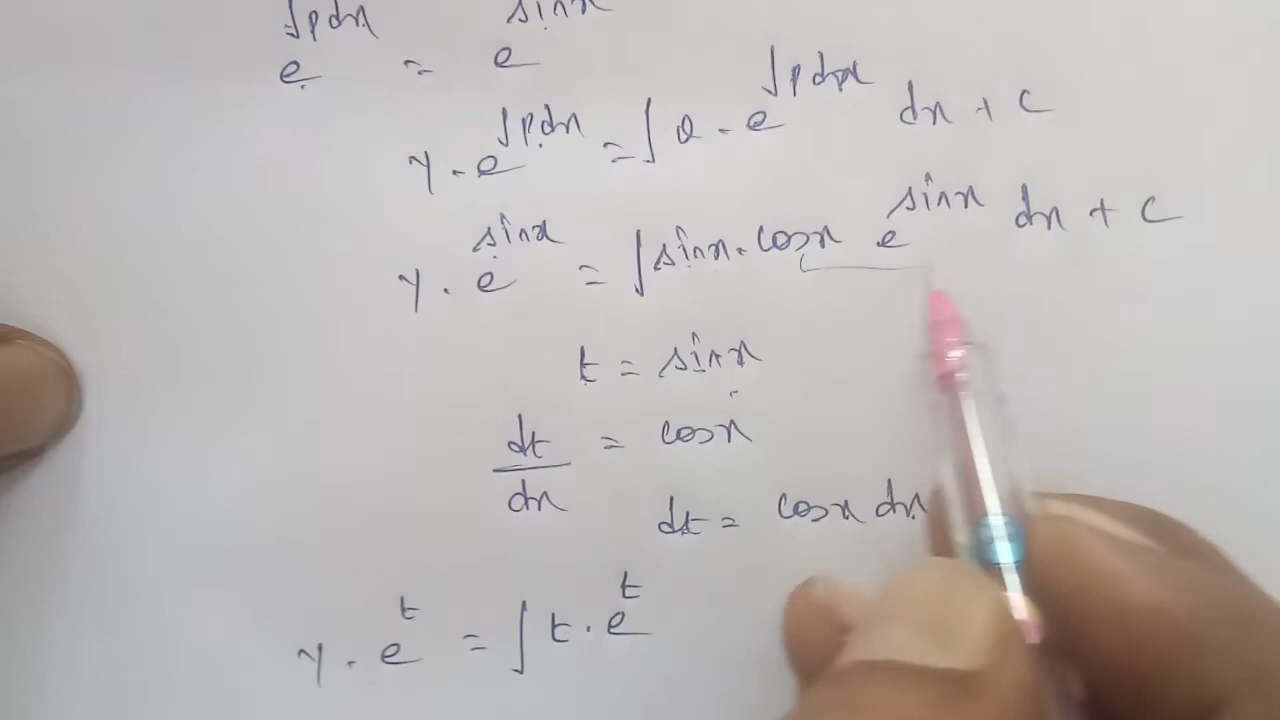 e^∫pdx = e^sinx
y . e^∫pdx = ∫ Q . e^∫pdx dx + c
y . e^sinx = ∫ sinx . cosx e^sinx dx + c
t = sinx
dt/dx = cosx
dt = cosx dx
y . e^t = ∫ t . e^t